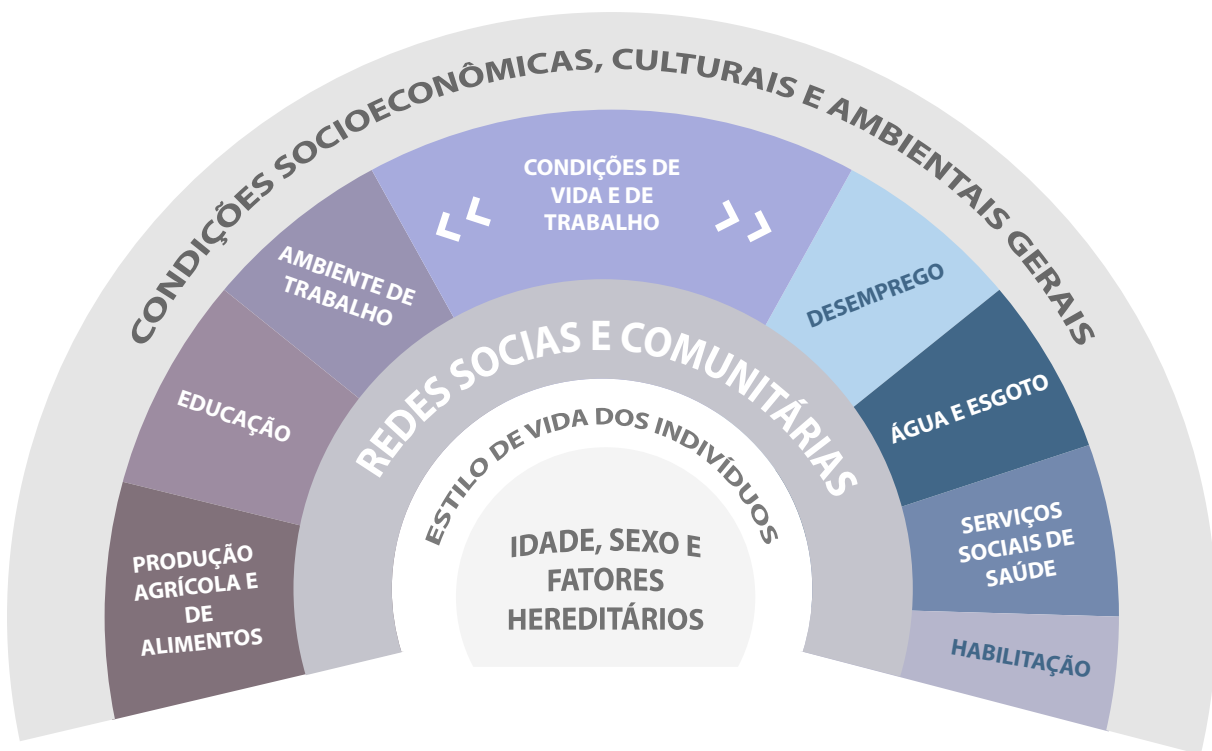 CONDIÇÕES SOCIOECONÔMICAS, CULTURAIS E AMBIENTAIS GERAIS
CONDIÇÕES DE
VIDA E DE
TRABALHO
AMBIENTE DE
TRABALHO
EDUCAÇÃO
PRODUÇÃO
AGRÍCOLA E
DE
ALIMENTOS
DESEMPREGO
ÁGUA E ESGOTO
SERVIÇOS
SOCIAIS DE
SAÚDE
HABILITAÇÃO
REDES SOCIAS E COMUNITÁRIAS
ESTILO DE VIDA DOS INDIVÍDUOS
IDADE, SEXO E
FATORES
HEREDITÁRIOS